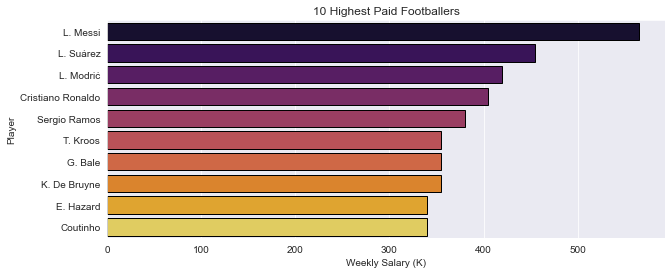 10 Highest Paid Footballers
Player
L. Messi
L. Suárez
L. Modrić
Cristiano Ronaldo
Sergio Ramos
T. Kroos
G. Bale
K. De Bruyne
E. Hazard
Coutinho
0 100 200 300 400 500
Weekly Salary (K)